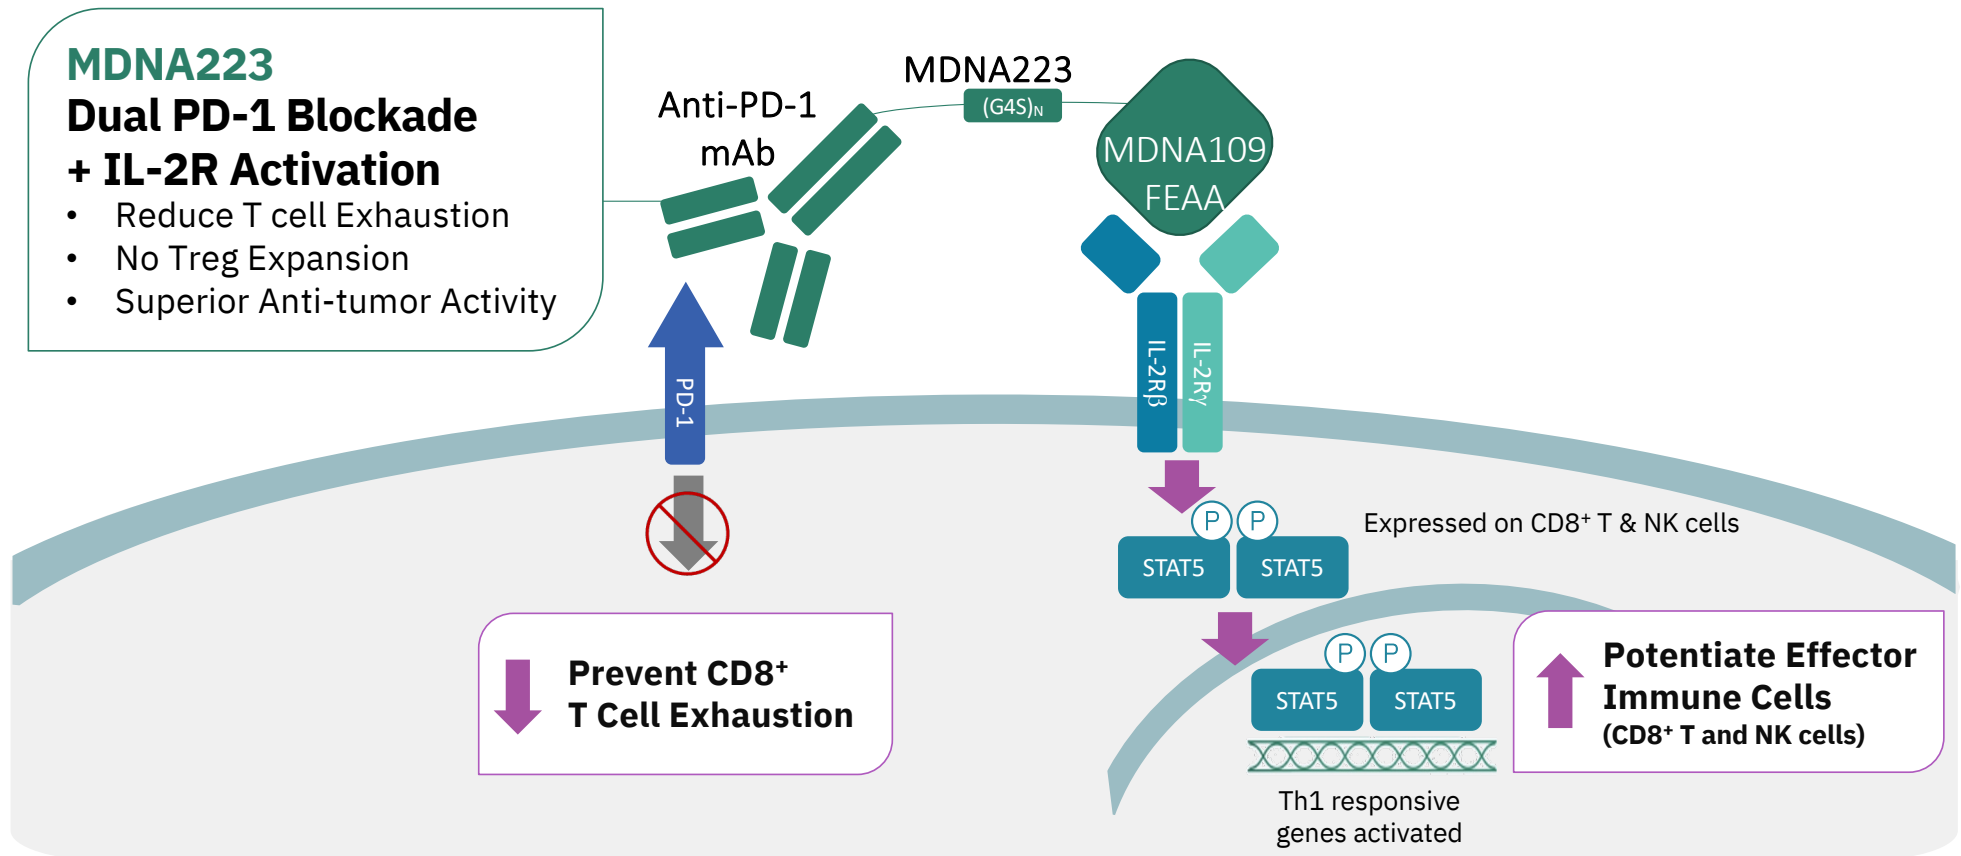 MDNA223
Dual PD-1 Blockade
+ IL-2R Activation
• Reduce T cell Exhaustion
• No Treg Expansion
• Superior Anti-tumor Activity
Anti-PD-1
mAb
MDNA223
(G4S)N
MDNA109
FEAA
PD-1
IL-2Rβ
IL-2Rγ
P P
STAT5 STAT5
Expressed on CD8⁺ T & NK cells
Prevent CD8⁺
T Cell Exhaustion
P P
STAT5 STAT5
Th1 responsive
genes activated
Potentiate Effector
Immune Cells
(CD8⁺ T and NK cells)